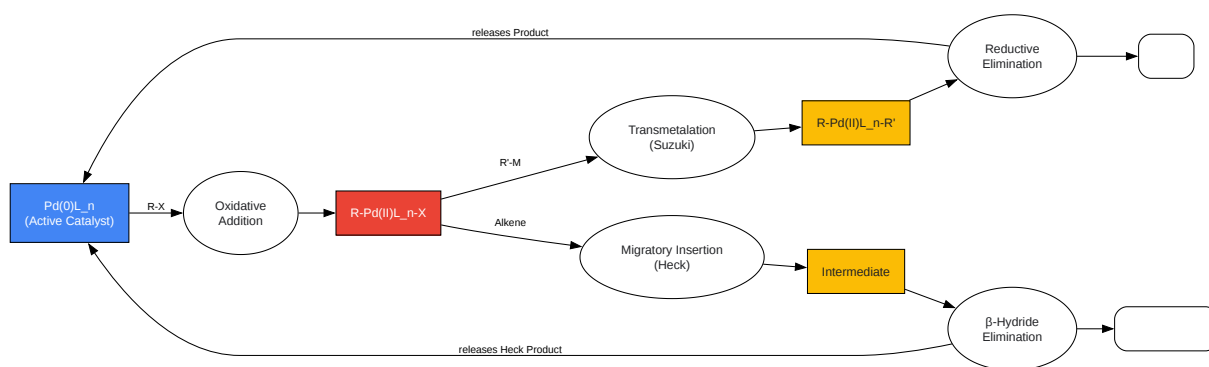 releases Product
Reductive
Elimination
Transmetalation
(Suzuki)
R-Pd(II)L_n-R'
R'-M
Pd(0)L_n
(Active Catalyst)
R-X
Oxidative
Addition
R-Pd(II)L_n-X
Alkene
Migratory Insertion
(Heck)
Intermediate
β-Hydride
Elimination
releases Heck Product